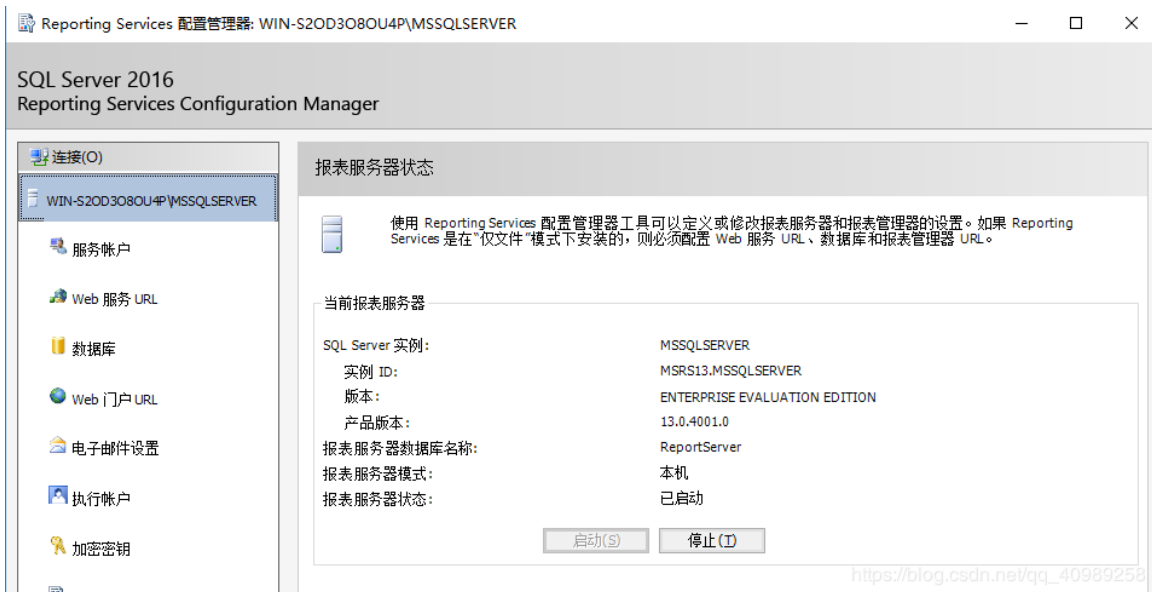 Reporting Services 配置管理器: WIN-S2OD3O8OU4P\MSSQLSERVER
SQL Server 2016
Reporting Services Configuration Manager
连接(O)
WIN-S2OD3O8OU4P\MSSQLSERVER
服务帐户
Web 服务 URL
数据库
Web 门户 URL
电子邮件设置
执行帐户
加密密钥
报表服务器状态
使用 Reporting Services 配置管理器工具可以定义或修改报表服务器和报表管理器的设置。如果 Reporting
Services 是在“仅文件”模式下安装的，则必须配置 Web 服务 URL、数据库和报表管理器 URL。
当前报表服务器
SQL Server 实例: MSSQLSERVER
实例 ID: MSRS13.MSSQLSERVER
版本: ENTERPRISE EVALUATION EDITION
产品版本: 13.0.4001.0
报表服务器数据库名称: ReportServer
报表服务器模式: 本机
报表服务器状态: 已启动
启动(S) 停止(T)
https://blog.csdn.net/qq_40989258